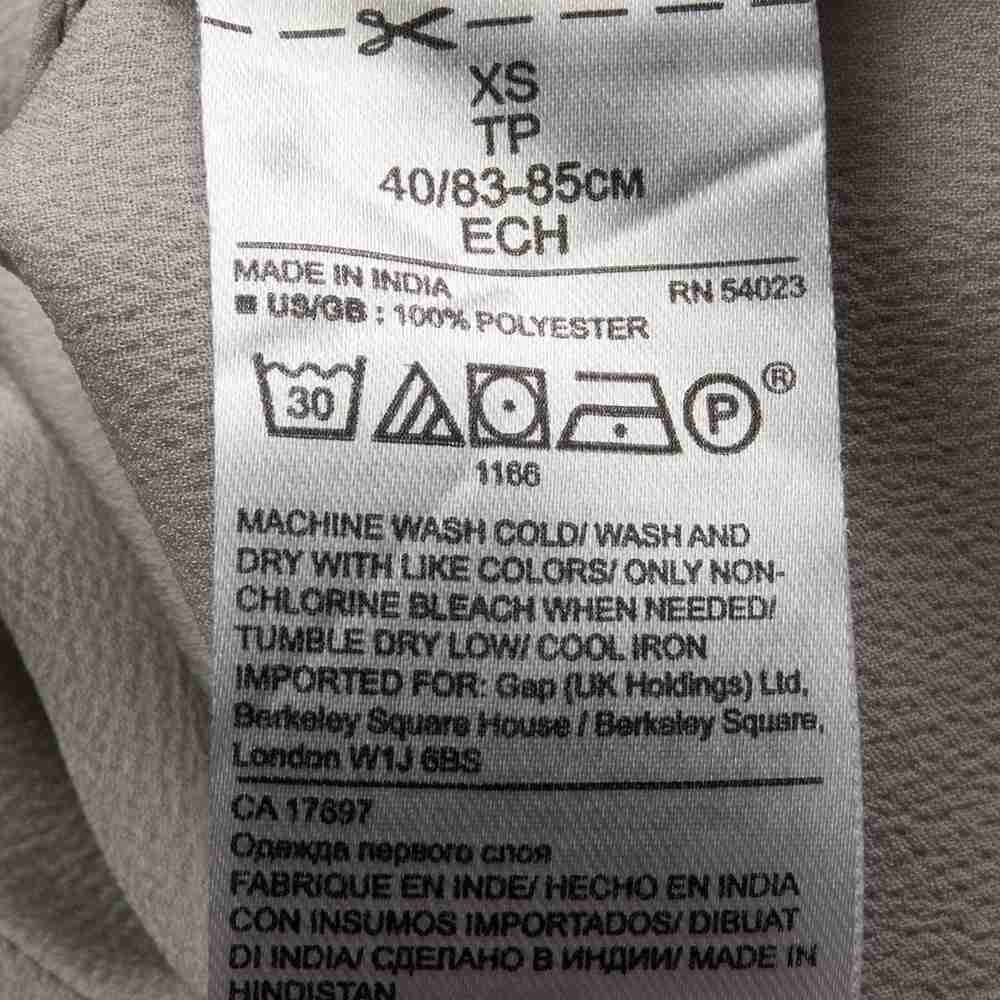 XS
TP
40/83-85CM
ECH
MADE IN INDIA RN 54023
US/GB : 100% POLYESTER
30 P ®
1166
MACHINE WASH COLD/ WASH AND
DRY WITH LIKE COLORS/ ONLY NON-
CHLORINE BLEACH WHEN NEEDED/
TUMBLE DRY LOW/ COOL IRON
IMPORTED FOR: Gap (UK Holdings) Ltd,
Berkeley Square House / Berkeley Square,
London W1J 6BS
CA 17697
Одежда первого слоя
FABRIQUE EN INDE/ HECHO EN INDIA
CON INSUMOS IMPORTADOS/ DIBUAT
DI INDIA/ СДЕЛАНО В ИНДИИ/ MADE IN
HINDISTAN